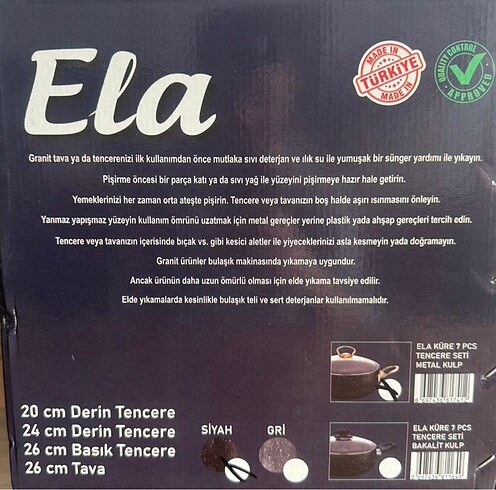 Ela
MADE IN
TÜRKİYE
MADE IN
QUALITY CONTROL
APPROVED
Granit tava ya da tencerenizi ilk kullanımdan önce mutlaka sıvı deterjan ve ılık su ile yumuşak bir sünger yardımı ile yıkayın.
Pişirme öncesi bir parça katı ya da sıvı yağ ile yüzeyini pişirmeye hazır hale getirin.
Yemeklerinizi her zaman orta ateşte pişirin. Tencere veya tavanızın boş halde aşırı ısınmasını önleyin.
Yanmaz yapışmaz yüzeyin kullanım ömrünü uzatmak için metal gereçler yerine plastik yada ahşap gereçleri tercih edin.
Tencere veya tavanızın içerisinde bıçak vs. gibi kesici aletler ile yiyeceklerinizi asla kesmeyin yada doğramayın.
Granit ürünler bulaşık makinasında yıkamaya uygundur.
Ancak ürünün daha uzun ömürlü olması için elde yıkama tavsiye edilir.
Elde yıkamalarda kesinlikle bulaşık teli ve sert deterjanlar kullanılmamalıdır.
ELA KÜRE 7 PCS
TENCERE SETİ
METAL KULP
20 cm Derin Tencere
24 cm Derin Tencere
26 cm Basık Tencere
26 cm Tava
SİYAH
GRİ
ELA KÜRE 7 PCS
TENCERE SETİ
BAKALİT KULP